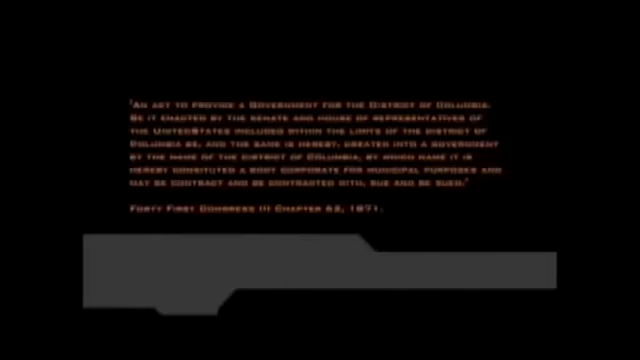 "An act to provide a Government for the District of Columbia.
Be it enacted by the senate and house of representatives of
the UnitedStates included within the limits of the district of
Columbia be, and the same is hereby, created into a government
by the name of the district of Columbia, by which name it is
hereby constituted a body corporate for municipal purposes and
may be contract and be contracted with, sue and be sued."
Forty First Congress III Chapter 62, 1871.